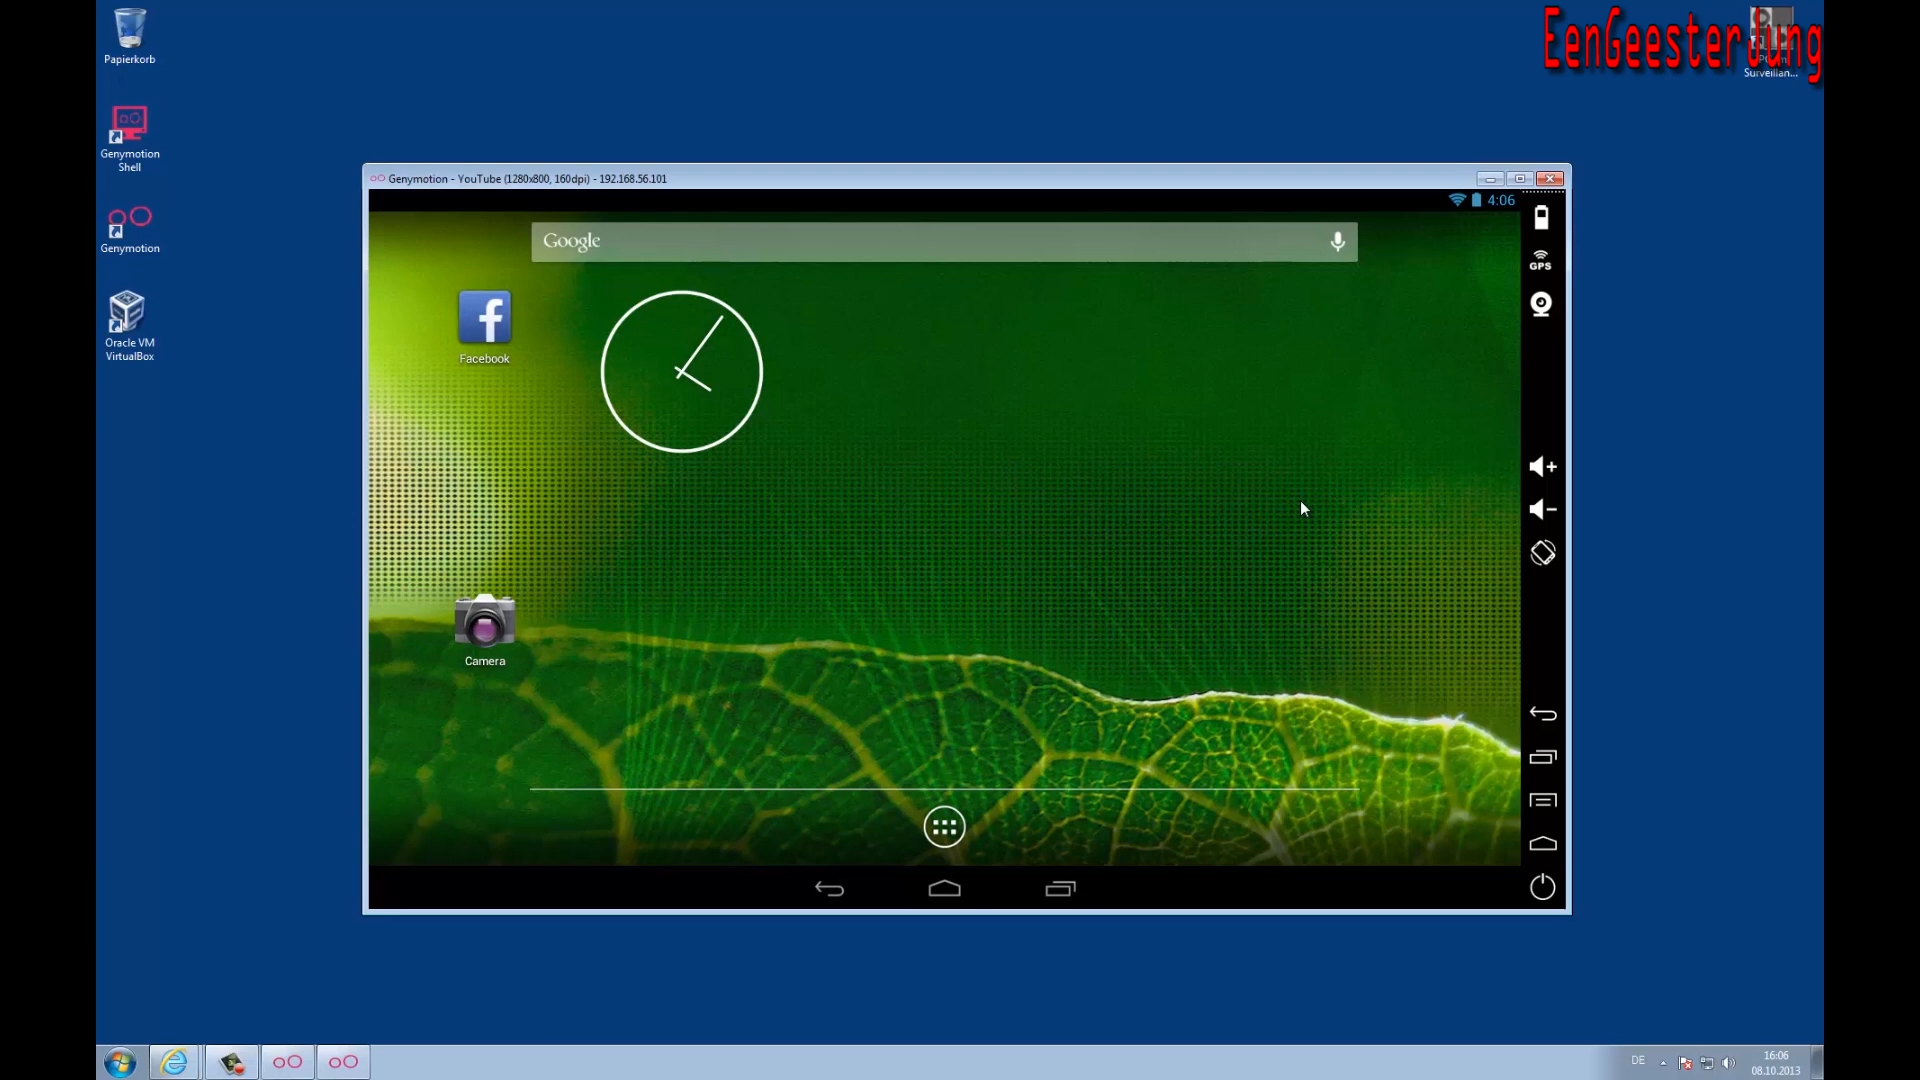 Papierkorb
EenGeesterJung
Surveillan...
Genymotion
Shell
Genymotion
Oracle VM
VirtualBox
Genymotion - YouTube (1280x800, 160dpi) - 192.168.56.101
4:06
Google
GPS
Facebook
Camera
DE
16:06
08.10.2013